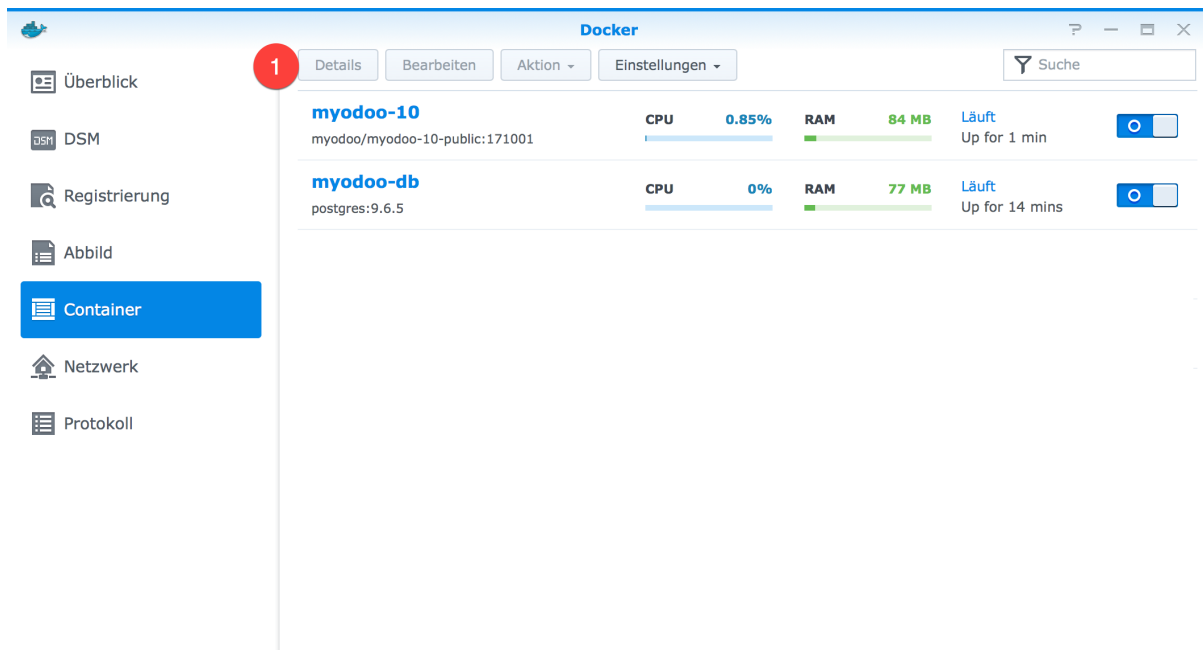 Docker
1
Details Bearbeiten Aktion Einstellungen Suche
Überblick
DSM DSM
Registrierung
Abbild
Container
Netzwerk
Protokoll
myodoo-10 CPU 0.85% RAM 84 MB Läuft
myodoo/myodoo-10-public:171001 Up for 1 min
myodoo-db CPU 0% RAM 77 MB Läuft
postgres:9.6.5 Up for 14 mins